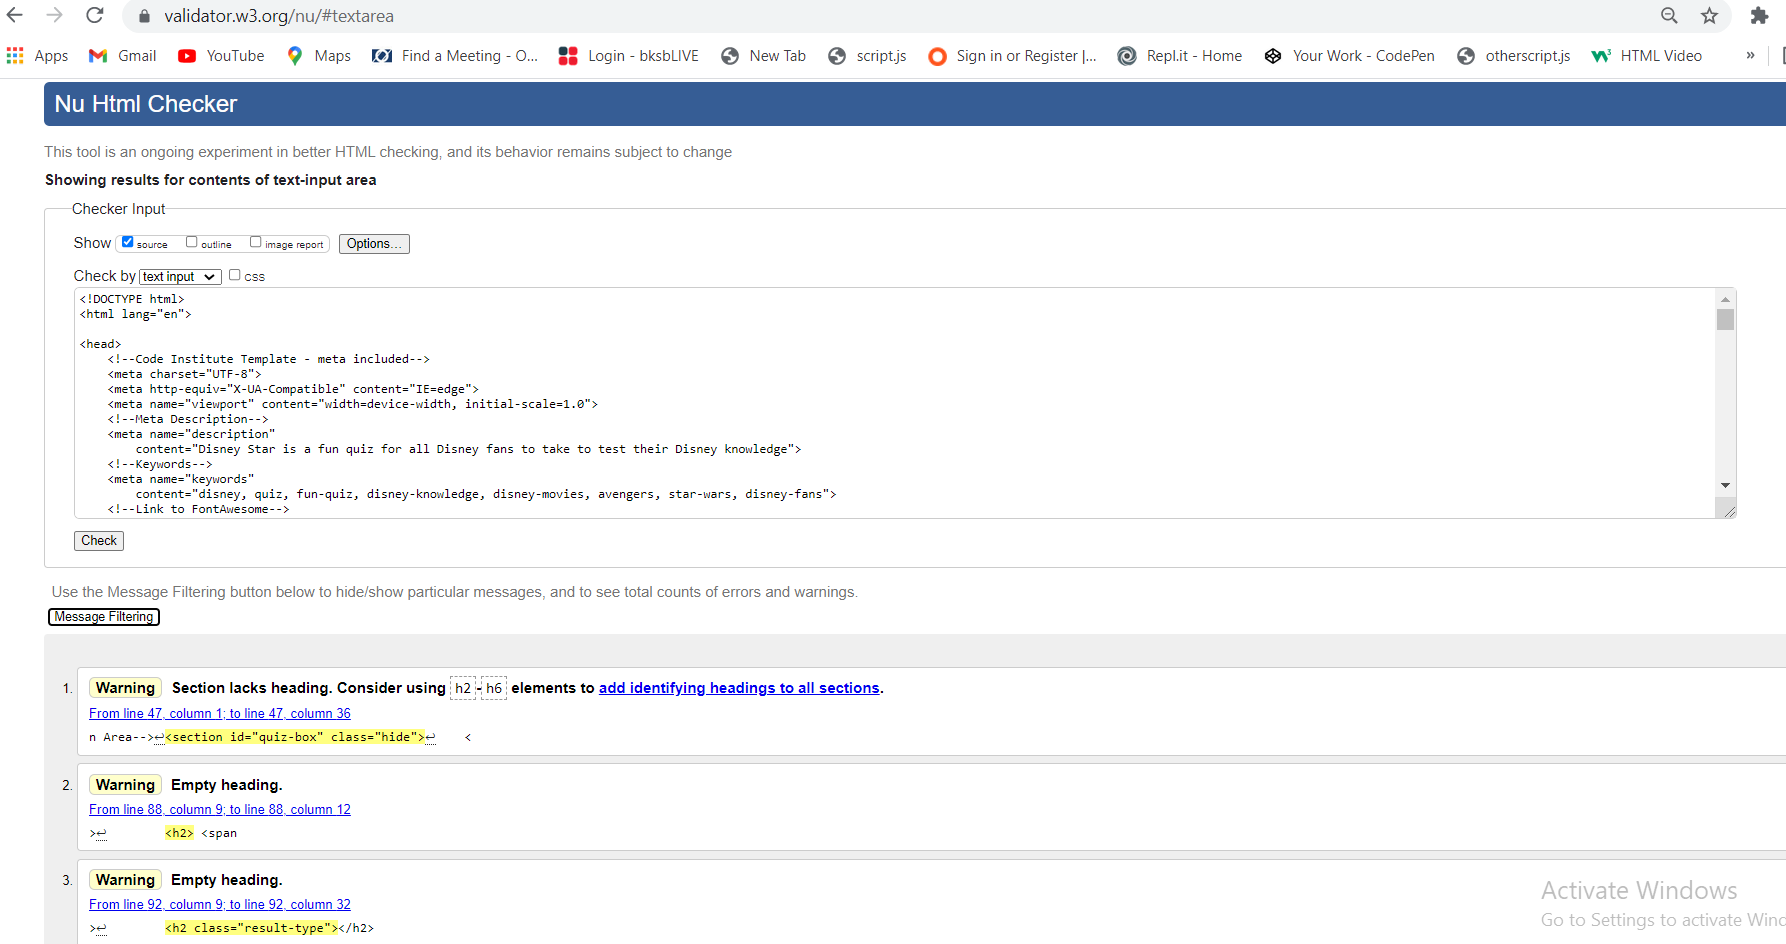 validator.w3.org/nu/#textarea
Apps Gmail YouTube Maps Find a Meeting - O... Login - bksbLIVE New Tab script.js Sign in or Register |... Repl.it - Home Your Work - CodePen otherscript.js HTML Video »
Nu Html Checker
This tool is an ongoing experiment in better HTML checking, and its behavior remains subject to change
Showing results for contents of text-input area
Checker Input
Show source outline image report Options...
Check by text input css
<!DOCTYPE html>
<html lang="en">
<head>
<!--Code Institute Template - meta included-->
<meta charset="UTF-8">
<meta http-equiv="X-UA-Compatible" content="IE=edge">
<meta name="viewport" content="width=device-width, initial-scale=1.0">
<!--Meta Description-->
<meta name="description"
content="Disney Star is a fun quiz for all Disney fans to take to test their Disney knowledge">
<!--Keywords-->
<meta name="keywords"
content="disney, quiz, fun-quiz, disney-knowledge, disney-movies, avengers, star-wars, disney-fans">
<!--Link to FontAwesome-->
Check
Use the Message Filtering button below to hide/show particular messages, and to see total counts of errors and warnings.
Message Filtering
1. Warning Section lacks heading. Consider using h2-h6 elements to add identifying headings to all sections.
From line 47, column 1; to line 47, column 36
n Area-->↩<section id="quiz-box" class="hide">↩ <
2. Warning Empty heading.
From line 88, column 9; to line 88, column 12
>↩ <h2> <span
3. Warning Empty heading.
From line 92, column 9; to line 92, column 32
>↩ <h2 class="result-type"></h2>
Activate Windows
Go to Settings to activate Wind